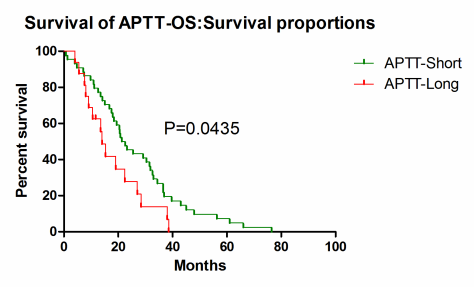 Survival of APTT-OS:Survival proportions
100
80
60
40
20
0
Percent survival
P=0.0435
APTT-Short
APTT-Long
0 20 40 60 80 100
Months